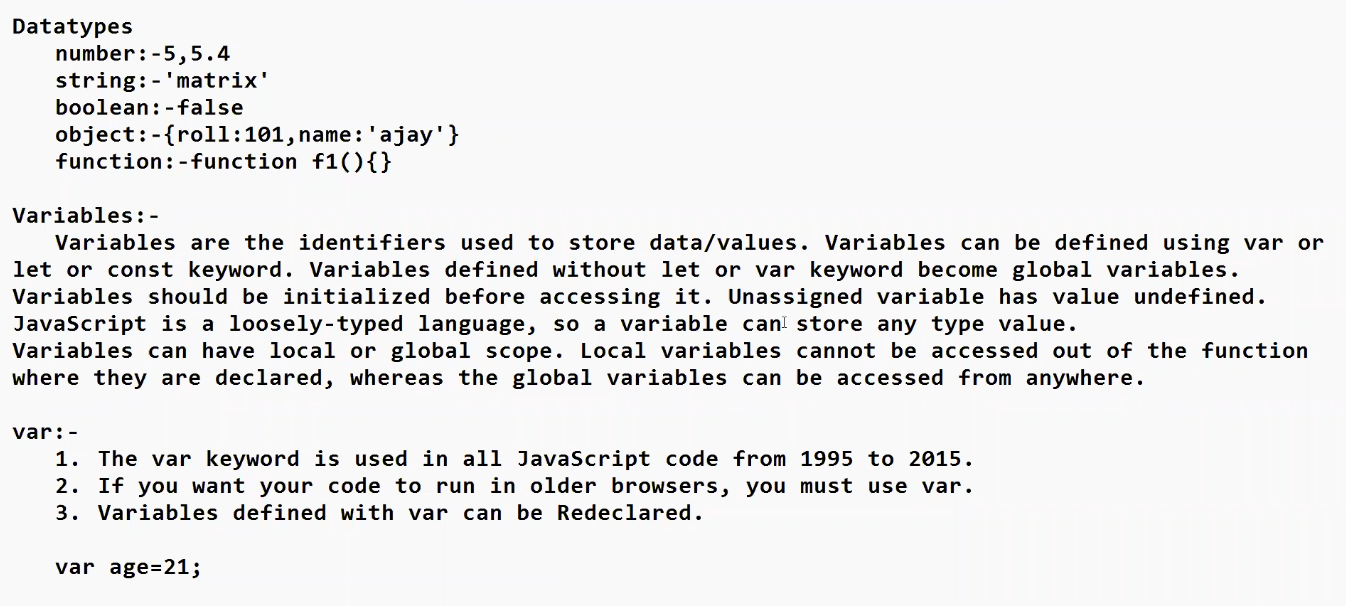 Datatypes
number:-5,5.4
string:-'matrix'
boolean:-false
object:-{roll:101,name:'ajay'}
function:-function f1(){}
Variables:-
Variables are the identifiers used to store data/values. Variables can be defined using var or
let or const keyword. Variables defined without let or var keyword become global variables.
Variables should be initialized before accessing it. Unassigned variable has value undefined.
JavaScript is a loosely-typed language, so a variable can store any type value.
Variables can have local or global scope. Local variables cannot be accessed out of the function
where they are declared, whereas the global variables can be accessed from anywhere.
var:-
1. The var keyword is used in all JavaScript code from 1995 to 2015.
2. If you want your code to run in older browsers, you must use var.
3. Variables defined with var can be Redeclared.
var age=21;